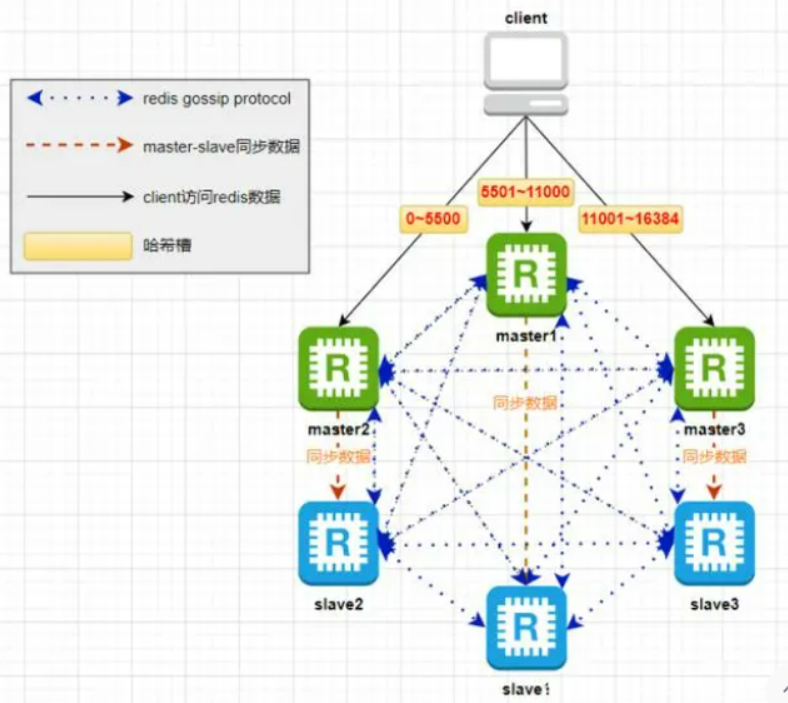 client
redis gossip protocol
master-slave同步数据
client访问redis数据
哈希槽
5501~11000
0~5500
11001~16384
R
master1
R
R
同步数据
master2
master3
同步数据
同步数据
R
R
slave2
slave3
R
slave1